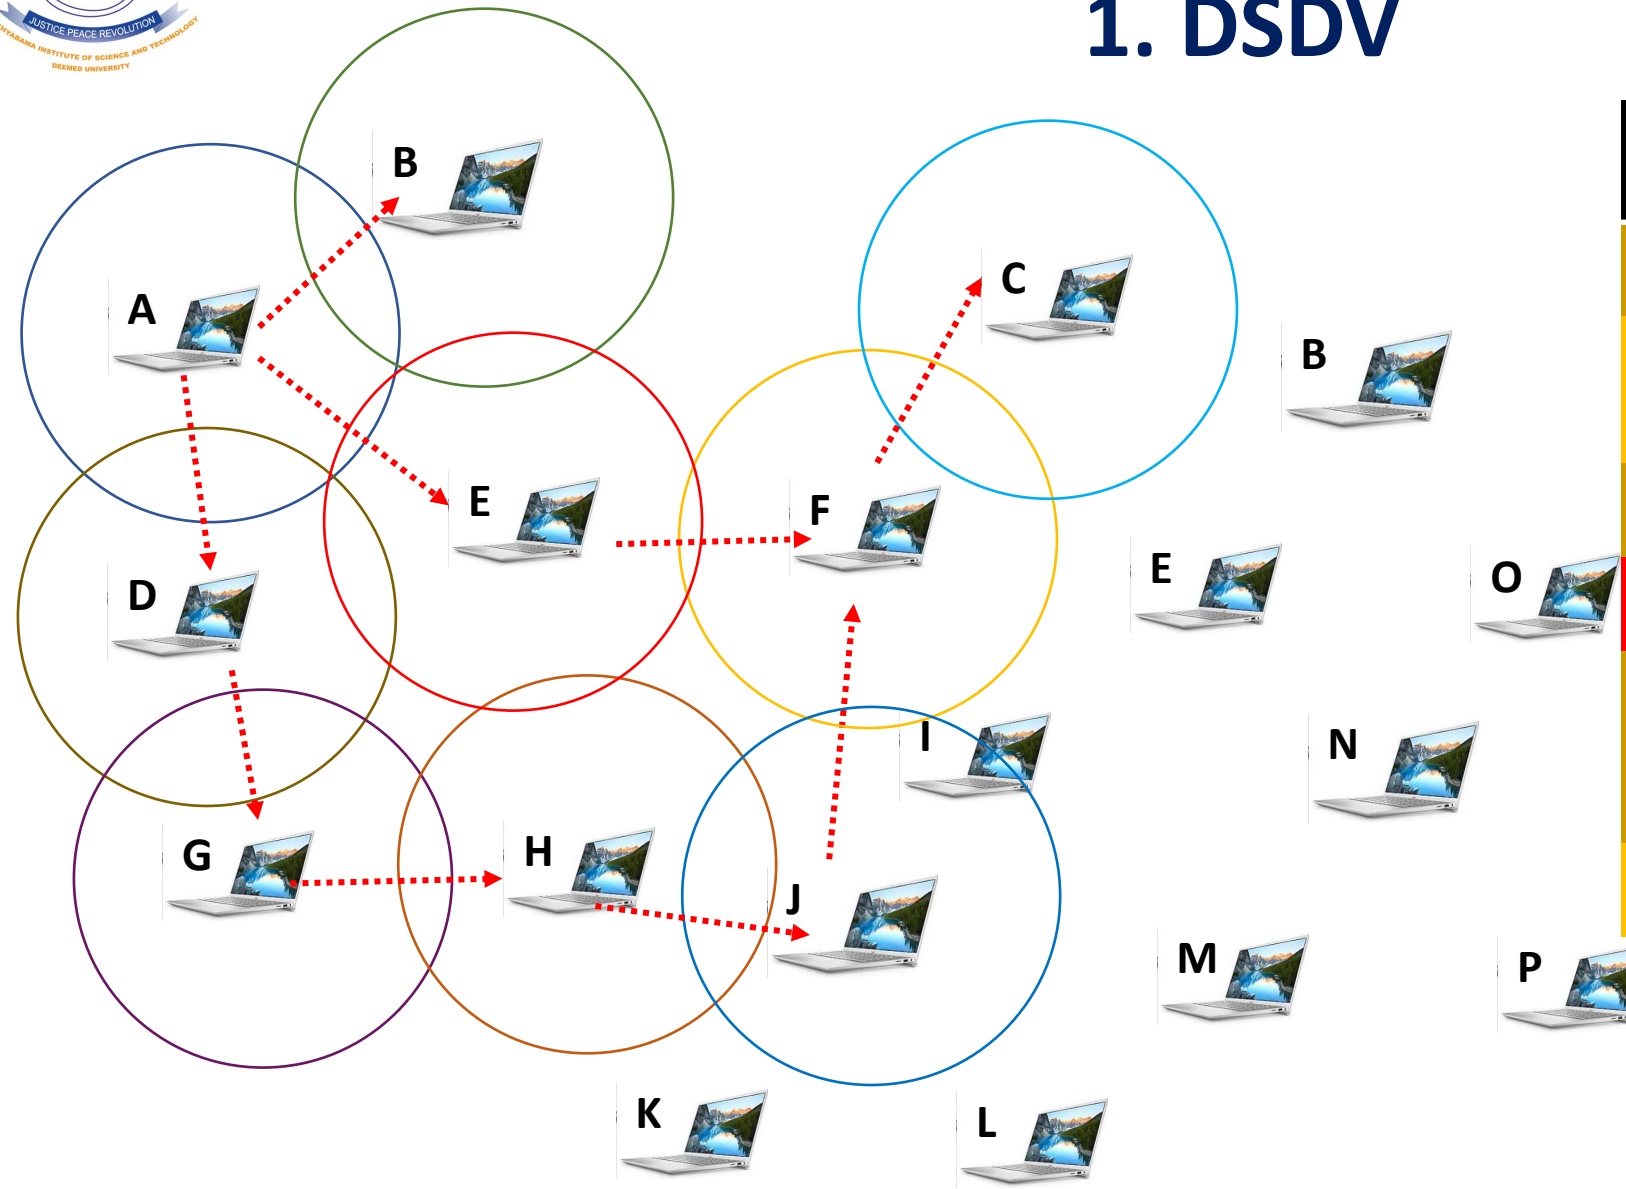 JUSTICE PEACE REVOLUTION
INSTITUTE OF SCIENCE AND TECHNOLOGY
DEEMED UNIVERSITY
1. DSDV
B
A
C
B
E
F
E
O
D
I
N
G
H
J
M
P
K
L